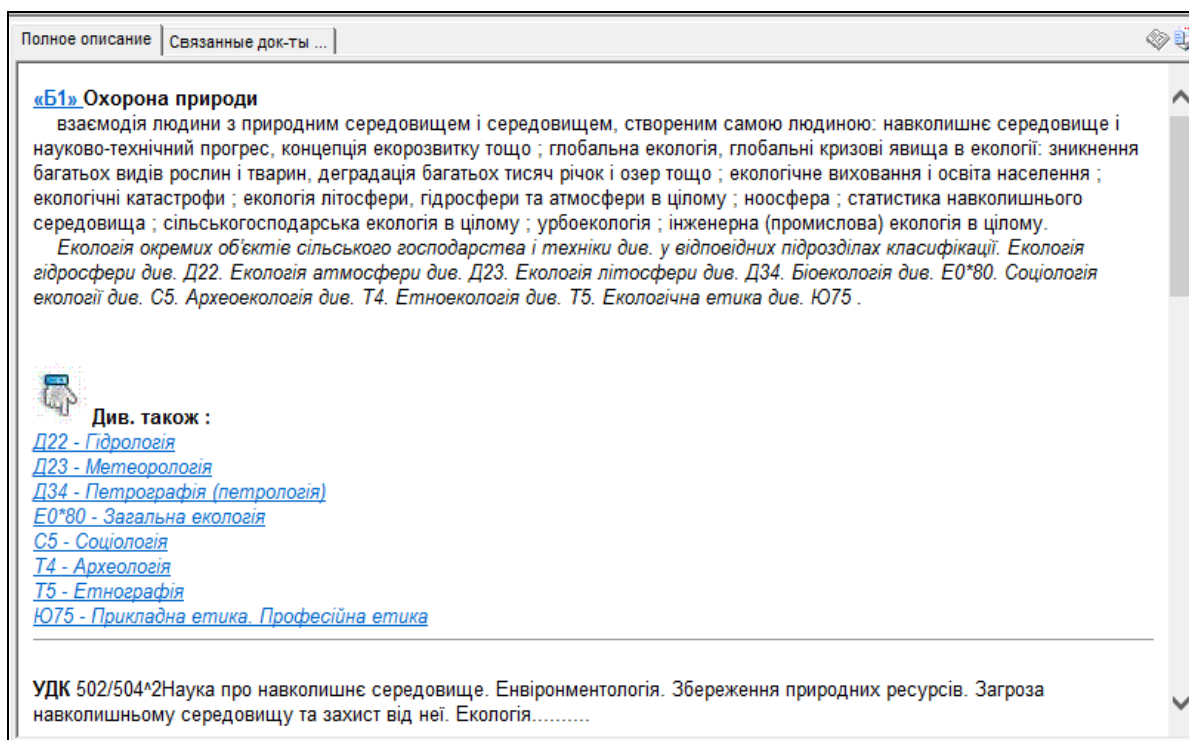 Полное описание Связанные док-ты ...
«Б1» Охорона природи
взаємодія людини з природним середовищем і середовищем, створеним самою людиною: навколишнє середовище і
науково-технічний прогрес, концепція екорозвитку тощо ; глобальна екологія, глобальні кризові явища в екології: зникнення
багатьох видів рослин і тварин, деградація багатьох тисяч річок і озер тощо ; екологічне виховання і освіта населення ;
екологічні катастрофи ; екологія літосфери, гідросфери та атмосфери в цілому ; ноосфера ; статистика навколишнього
середовища ; сільськогосподарська екологія в цілому ; урбоекологія ; інженерна (промислова) екологія в цілому.
Екологія окремих об'єктів сільського господарства і техніки див. у відповідних підрозділах класифікації. Екологія
гідросфери див. Д22. Екологія атмосфери див. Д23. Екологія літосфери див. Д34. Біоекологія див. Е0*80. Соціологія
екології див. С5. Археоекологія див. Т4. Етноекологія див. Т5. Екологічна етика див. Ю75 .
Див. також :
Д22 - Гідрологія
Д23 - Метеорологія
Д34 - Петрографія (петрологія)
Е0*80 - Загальна екологія
С5 - Соціологія
Т4 - Археологія
Т5 - Етнографія
Ю75 - Прикладна етика. Професійна етика
УДК 502/504^2Наука про навколишнє середовище. Енвіронментологія. Збереження природних ресурсів. Загроза
навколишньому середовищу та захист від неї. Екологія..........